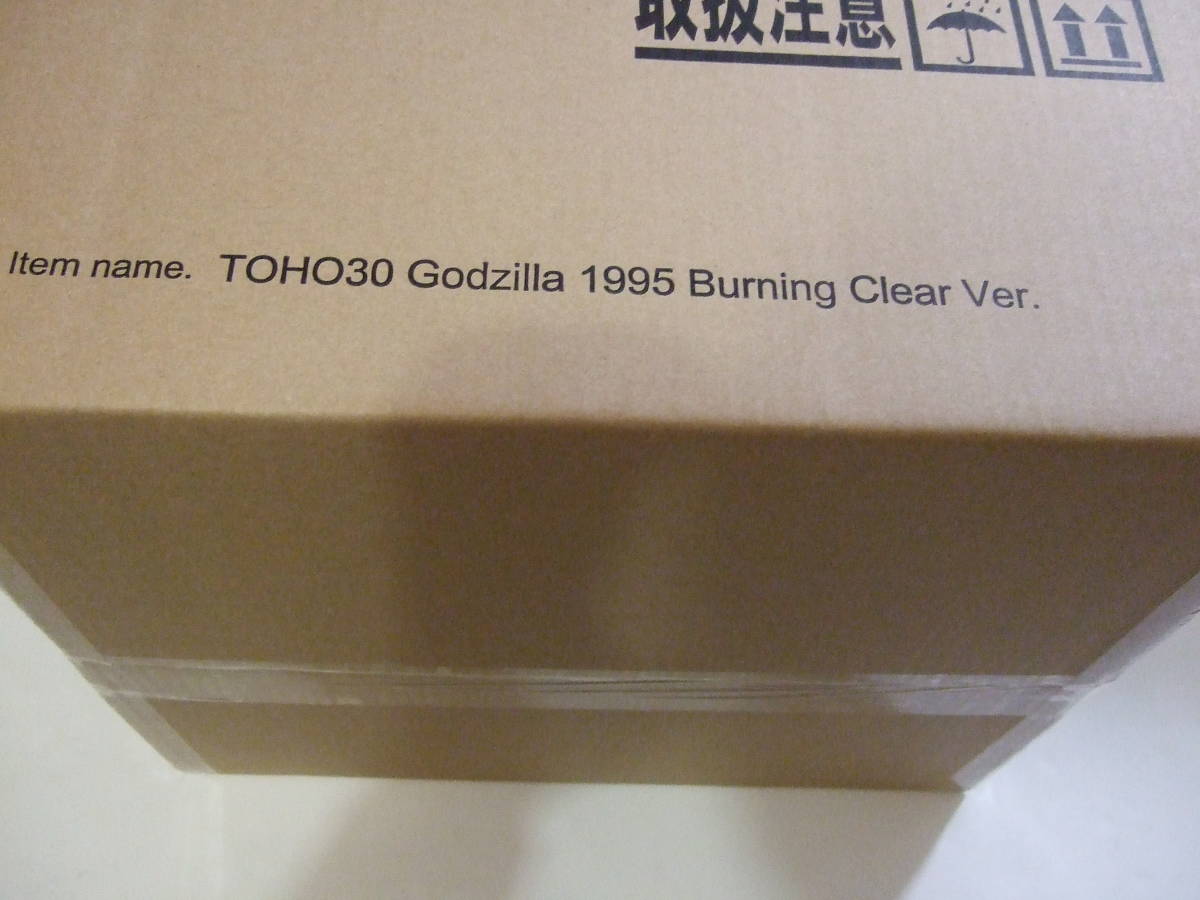 取扱注意
Item name. TOHO30 Godzilla 1995 Burning Clear Ver.